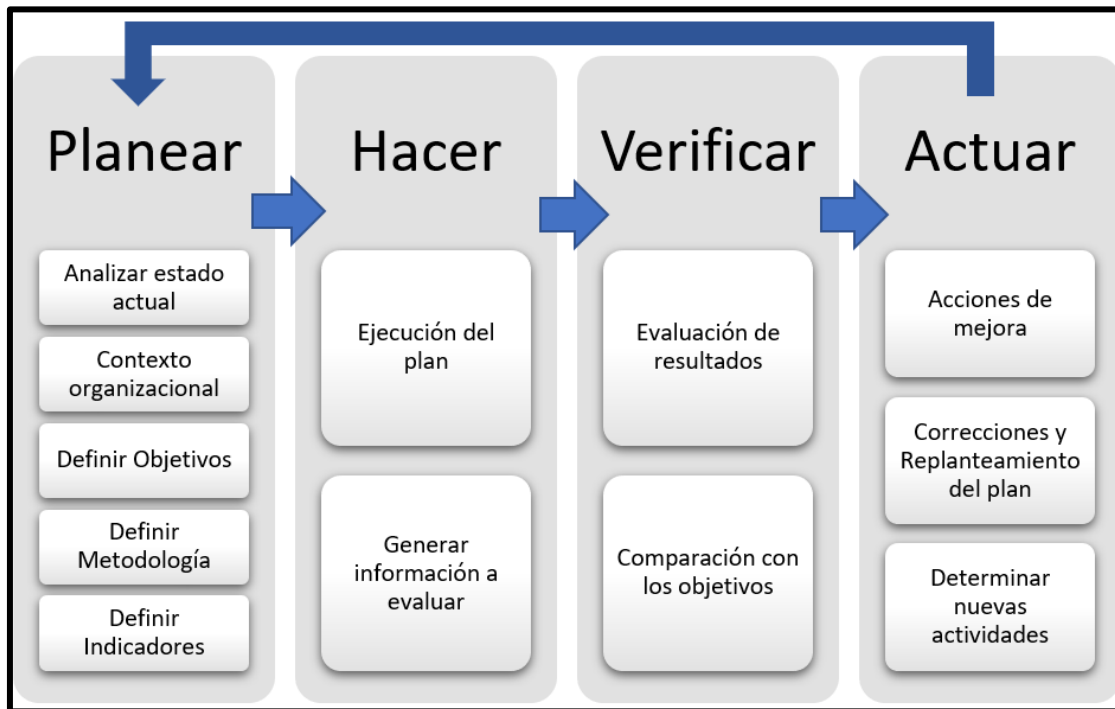 Planear
Analizar estado
actual
Contexto
organizacional
Definir Objetivos
Definir
Metodología
Definir
Indicadores
Hacer
Ejecución del
plan
Generar
información a
evaluar
Verificar
Evaluación de
resultados
Comparación con
los objetivos
Actuar
Acciones de
mejora
Correcciones y
Replanteamiento
del plan
Determinar
nuevas
actividades